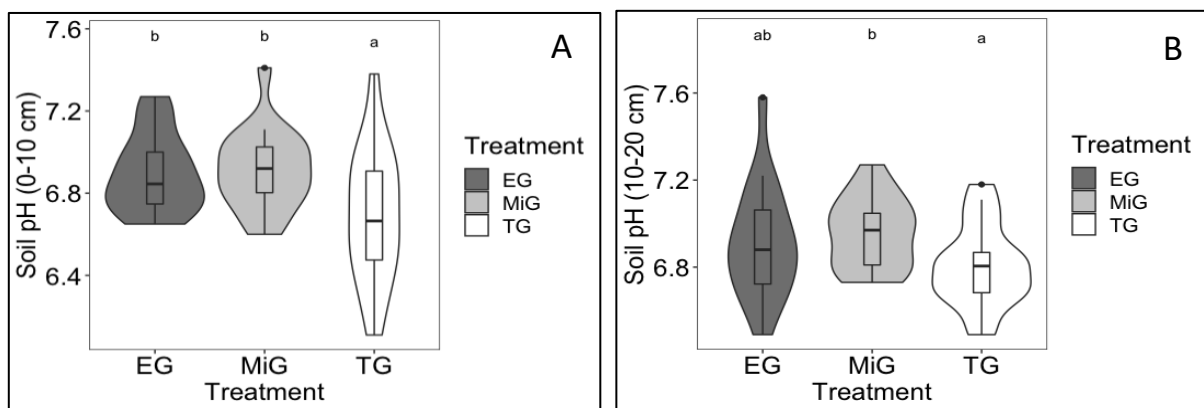 A
b b a
7.6
7.2
6.8
6.4
Soil pH (0-10 cm)
EG MiG TG
Treatment
Treatment
EG
MiG
TG
B
ab b a
7.6
7.2
6.8
Soil pH (10-20 cm)
EG MiG TG
Treatment
Treatment
EG
MiG
TG